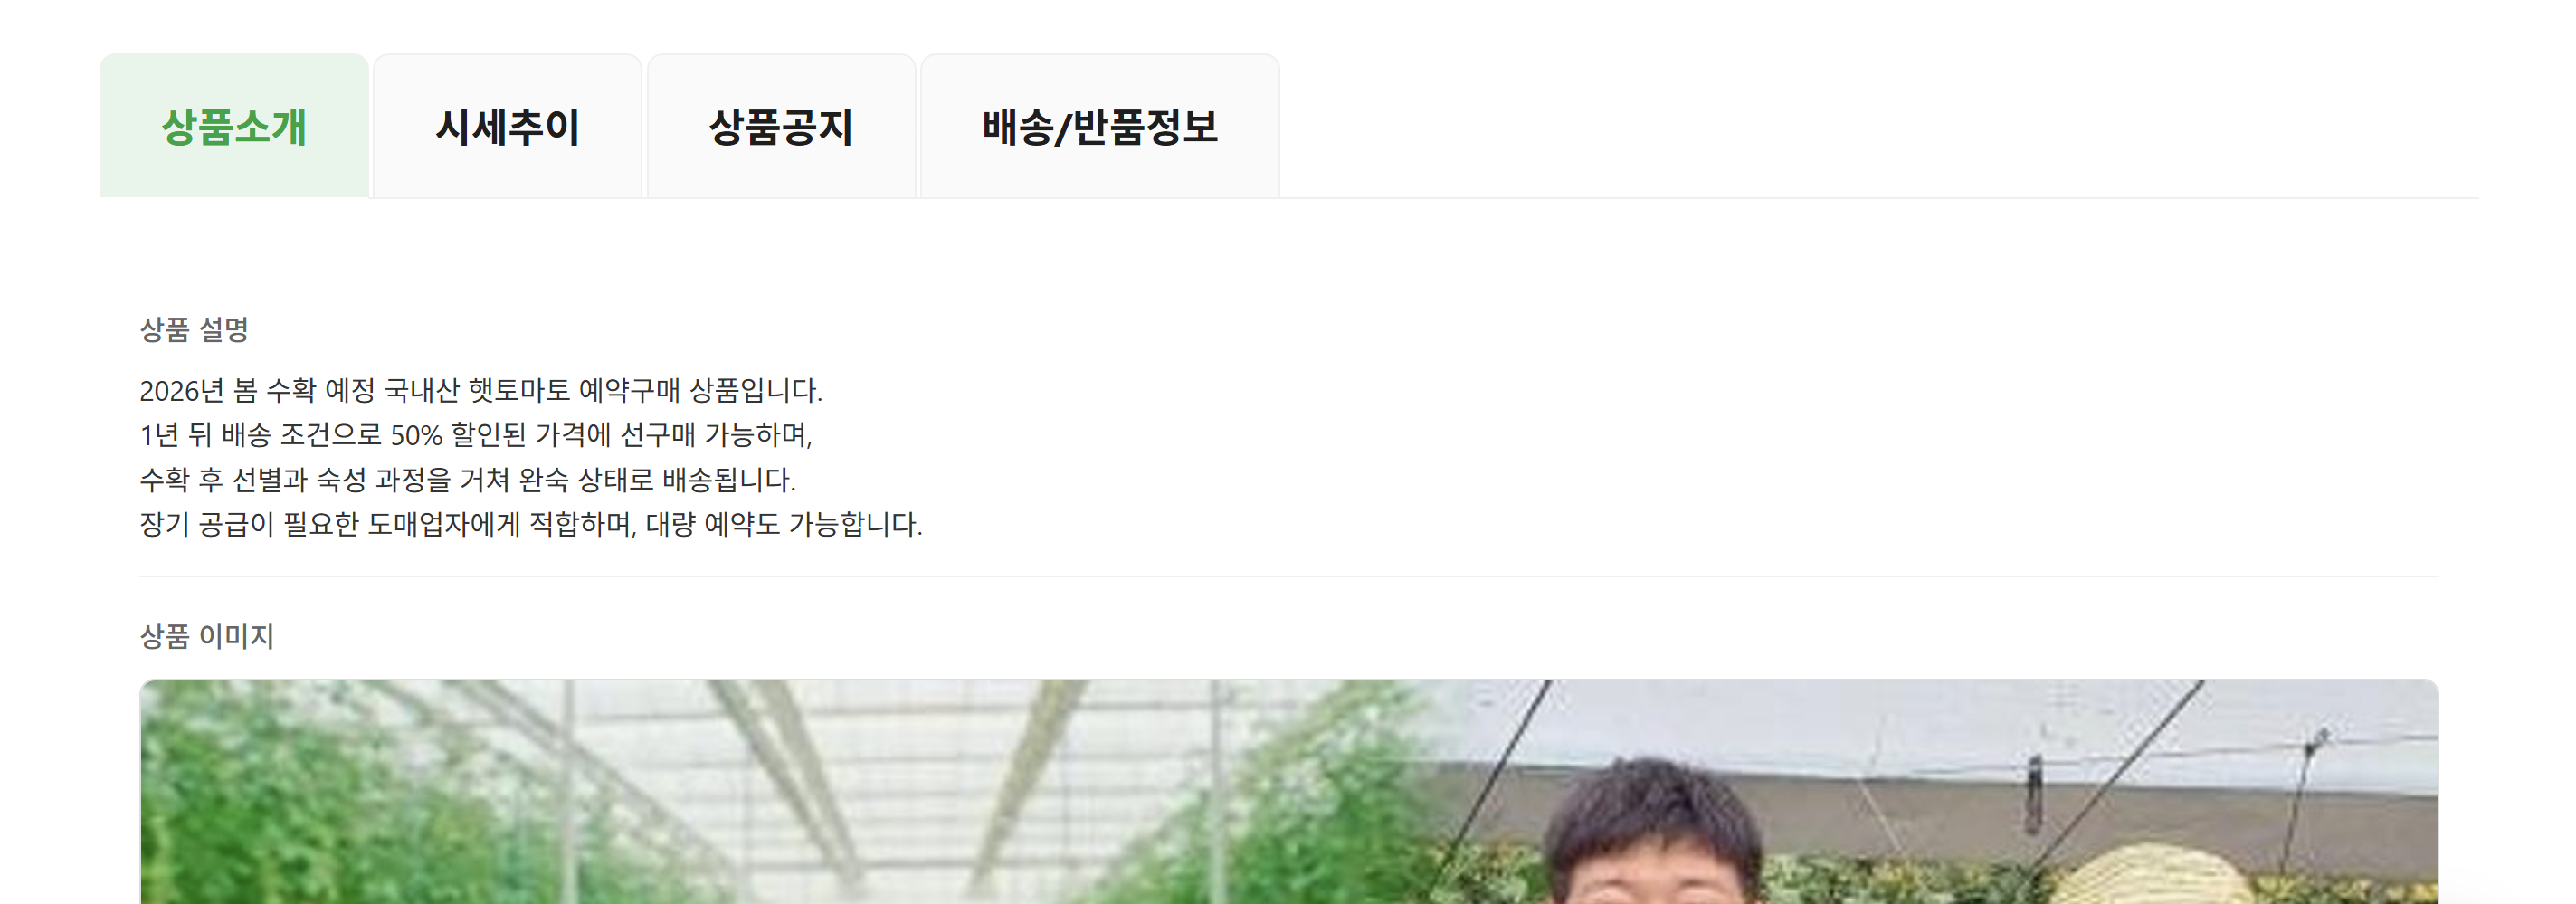 상품소개 시세추이 상품공지 배송/반품정보
상품 설명
2026년 봄 수확 예정 국내산 햇토마토 예약구매 상품입니다.
1년 뒤 배송 조건으로 50% 할인된 가격에 선구매 가능하며,
수확 후 선별과 숙성 과정을 거쳐 완숙 상태로 배송됩니다.
장기 공급이 필요한 도매업자에게 적합하며, 대량 예약도 가능합니다.
상품 이미지